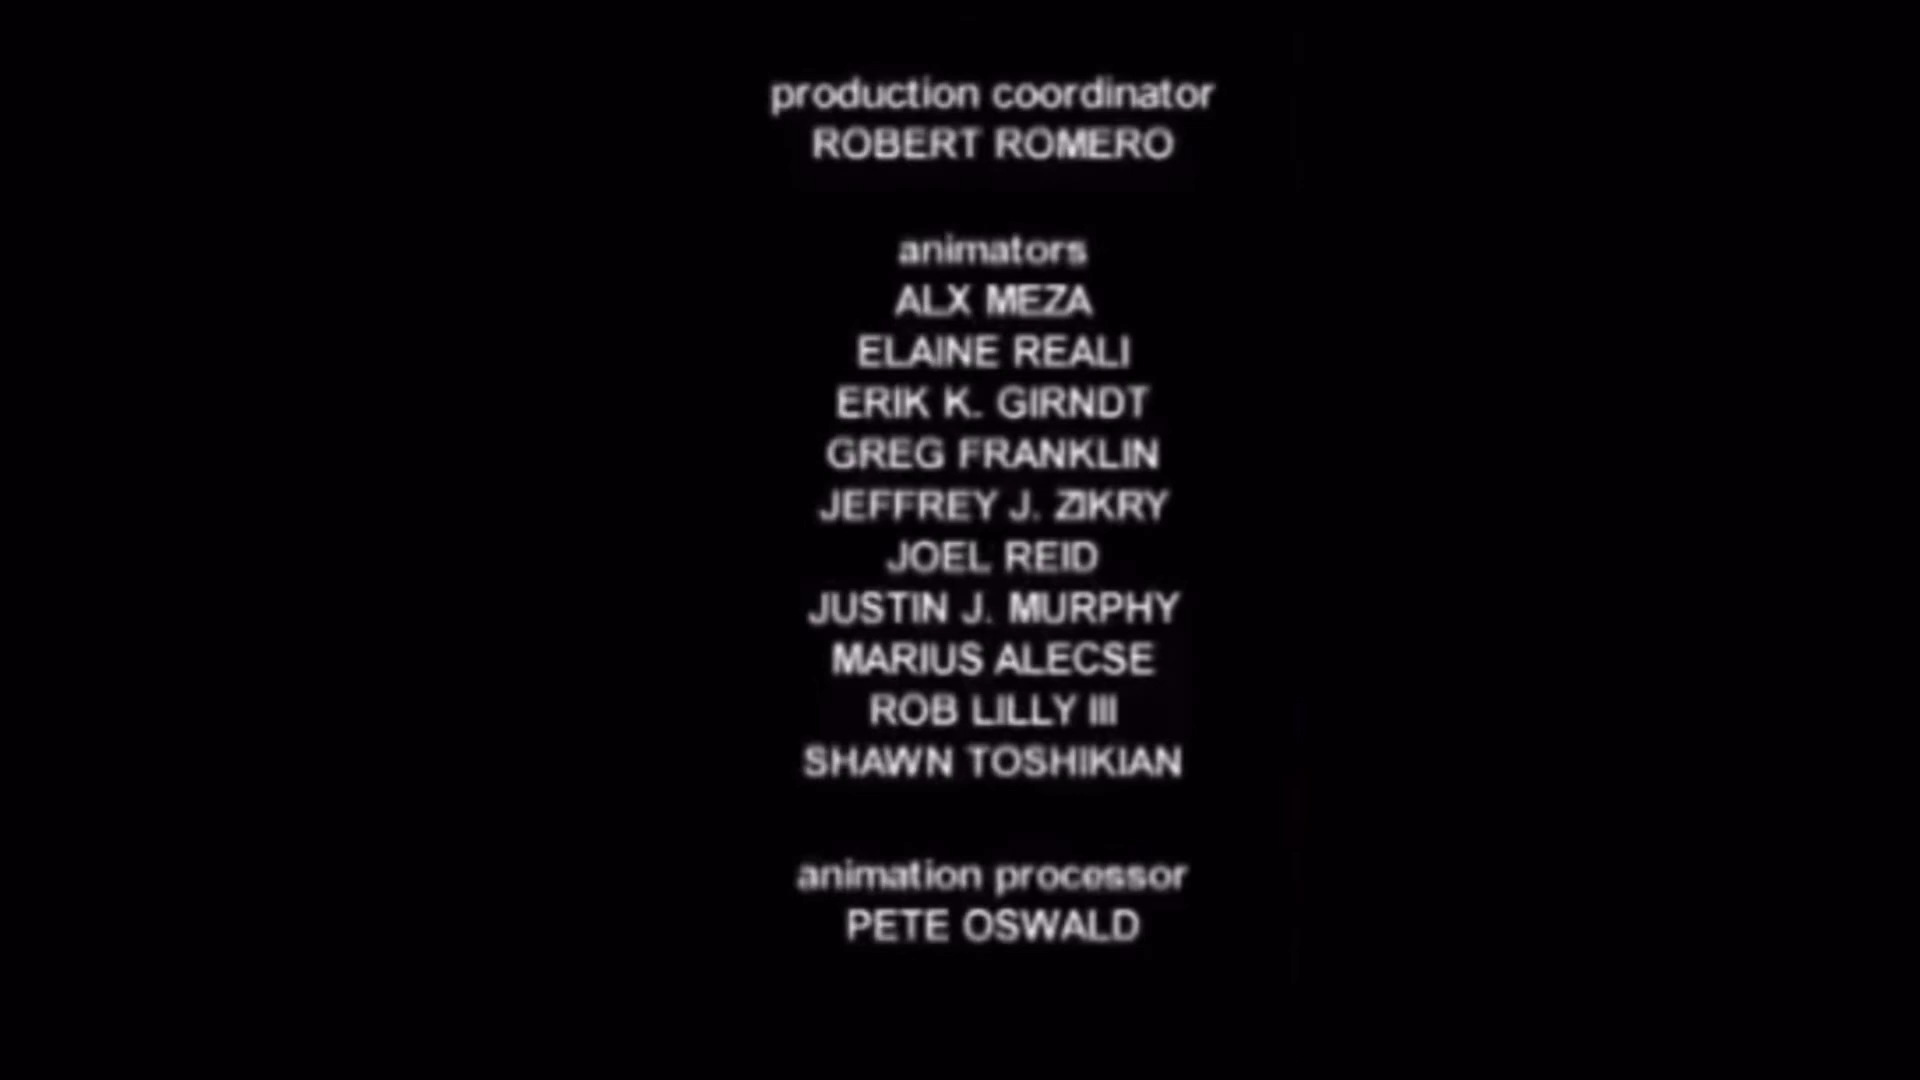 production coordinator
ROBERT ROMERO
animators
ALX MEZA
ELAINE REALI
ERIK K. GIRNDT
GREG FRANKLIN
JEFFREY J. ZIKRY
JOEL REID
JUSTIN J. MURPHY
MARIUS ALECSE
ROB LILLY III
SHAWN TOSHIKIAN
animation processor
PETE OSWALD